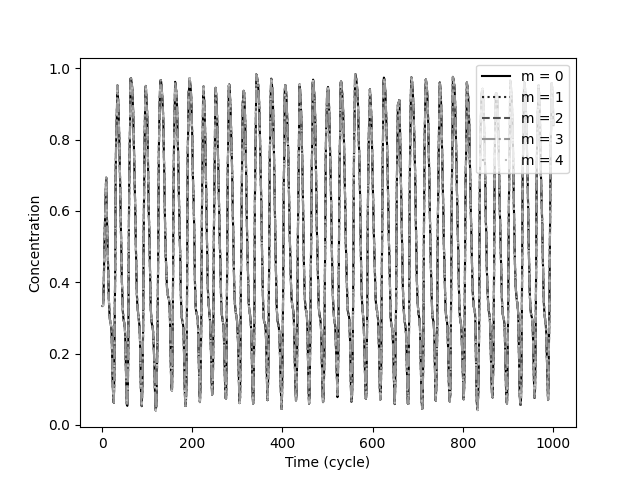 1.0
0.8
0.6
0.4
0.2
0.0
Concentration
0
200
400
600
800
1000
Time (cycle)
m = 0
m = 1
m = 2
m = 3
m = 4